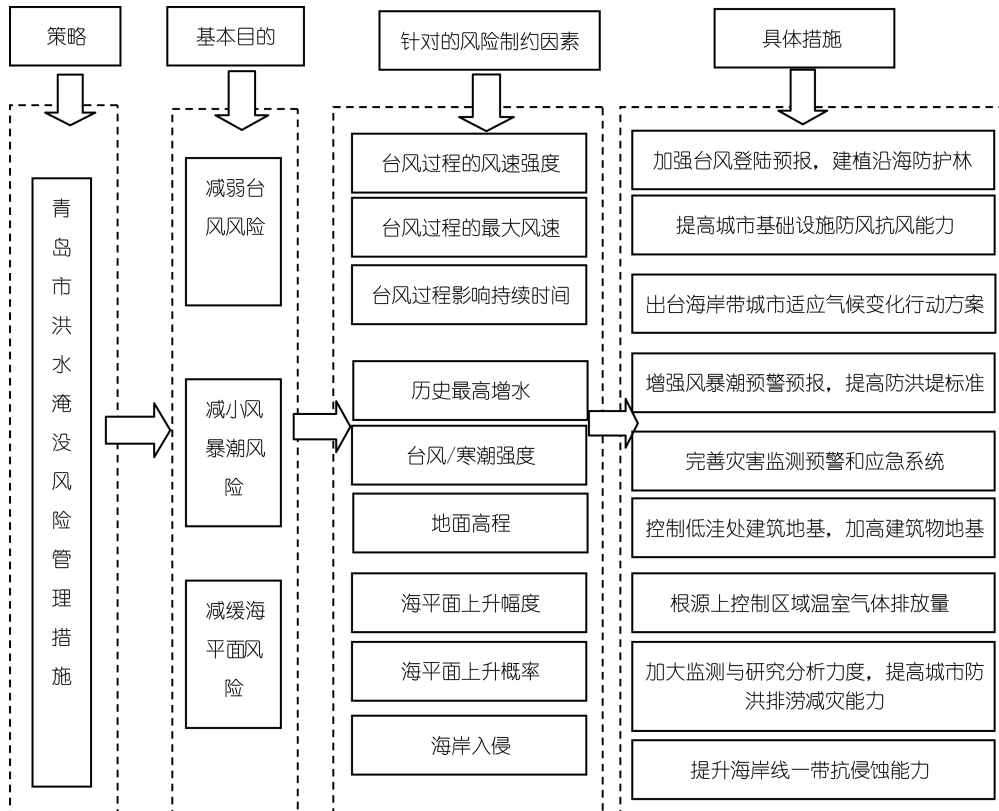 策略
基本目的
针对的风险制约因素
具体措施
青岛市洪水淹没风险管理措施
减弱台
风风险
减小风
暴潮风
险
减缓海
平面风
险
台风过程的风速强度
台风过程的最大风速
台风过程影响持续时间
历史最高增水
台风/寒潮强度
地面高程
海平面上升幅度
海平面上升概率
海岸入侵
加强台风登陆预报，建植沿海防护林
提高城市基础设施防风抗风能力
出台海岸带城市适应气候变化行动方案
增强风暴潮预警预报，提高防洪堤标准
完善灾害监测预警和应急系统
控制低洼处建筑地基，加高建筑物地基
根源上控制区域温室气体排放量
加大监测与研究分析力度，提高城市防
洪排涝减灾能力
提升海岸线一带抗侵蚀能力